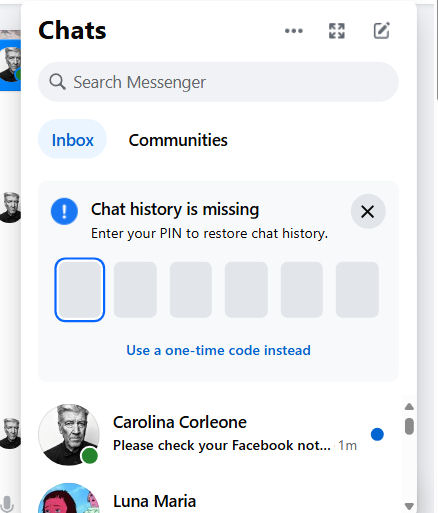 Chats
Search Messenger
Inbox Communities
Chat history is missing
Enter your PIN to restore chat history.
Use a one-time code instead
Carolina Corleone
Please check your Facebook not... 1m
Luna Maria